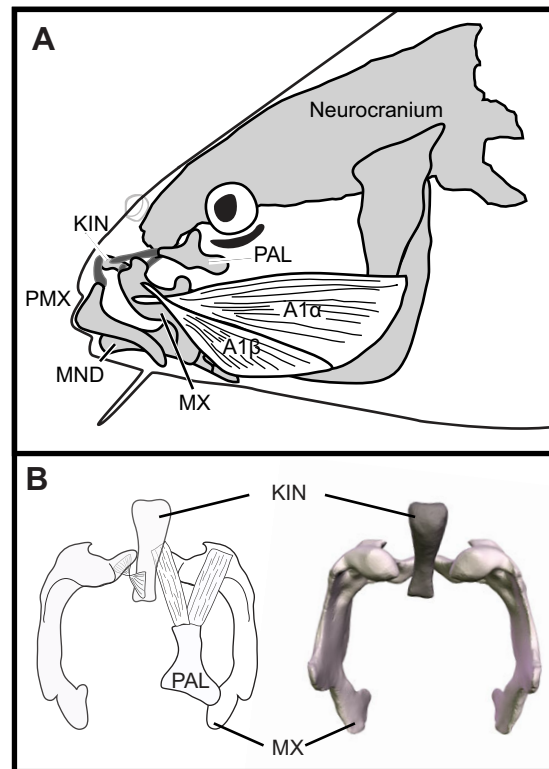 A
Neurocranium
KIN
PAL
PMX
A1α
A1β
MND
MX
B
KIN
PAL
MX